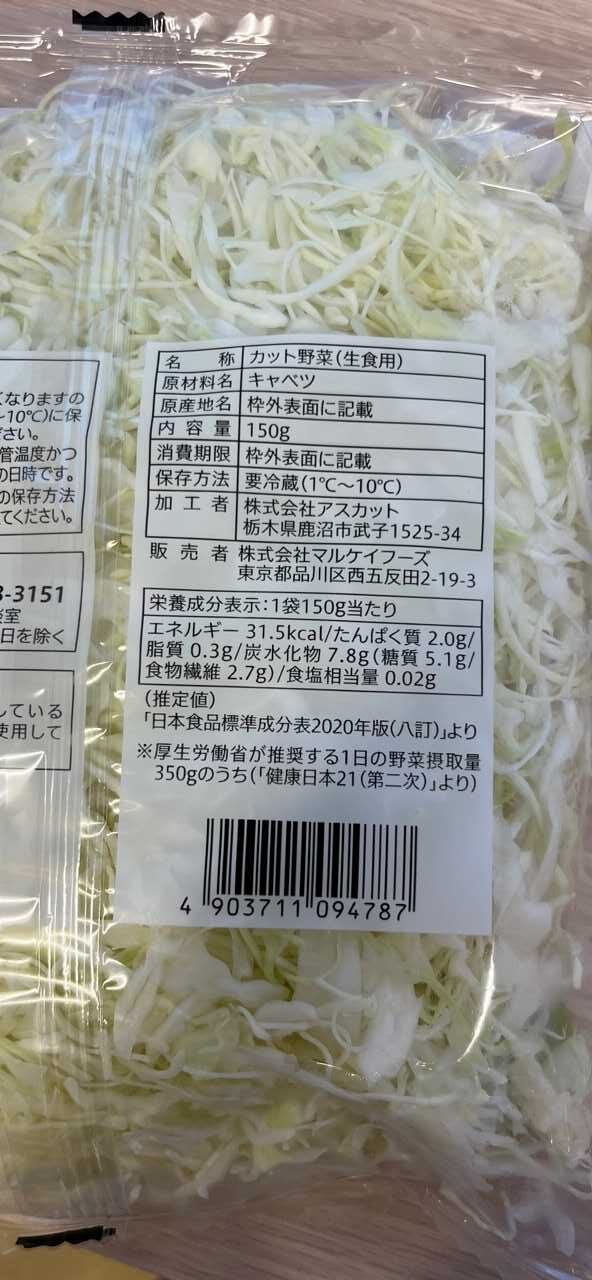 くなりますの
~10℃)に保
ださい。
管温度かつ
の日時です。
の保存方法
てください。
3-3151
談室
日を除く
している
使用して
名称 カット野菜(生食用)
原材料名 キャベツ
原産地名 枠外表面に記載
内容量 150g
消費期限 枠外表面に記載
保存方法 要冷蔵(1℃～10℃)
加工者 株式会社アスカット
栃木県鹿沼市武子1525-34
販売者 株式会社マルケイフーズ
東京都品川区西五反田2-19-3
栄養成分表示:1袋150g当たり
エネルギー 31.5kcal/たんぱく質 2.0g/
脂質 0.3g/炭水化物 7.8g(糖質 5.1g/
食物繊維 2.7g)/食塩相当量 0.02g
(推定値)
「日本食品標準成分表2020年版(八訂)」より
※厚生労働省が推奨する1日の野菜摂取量
350gのうち(「健康日本21(第二次)」より)
4 903711 094787